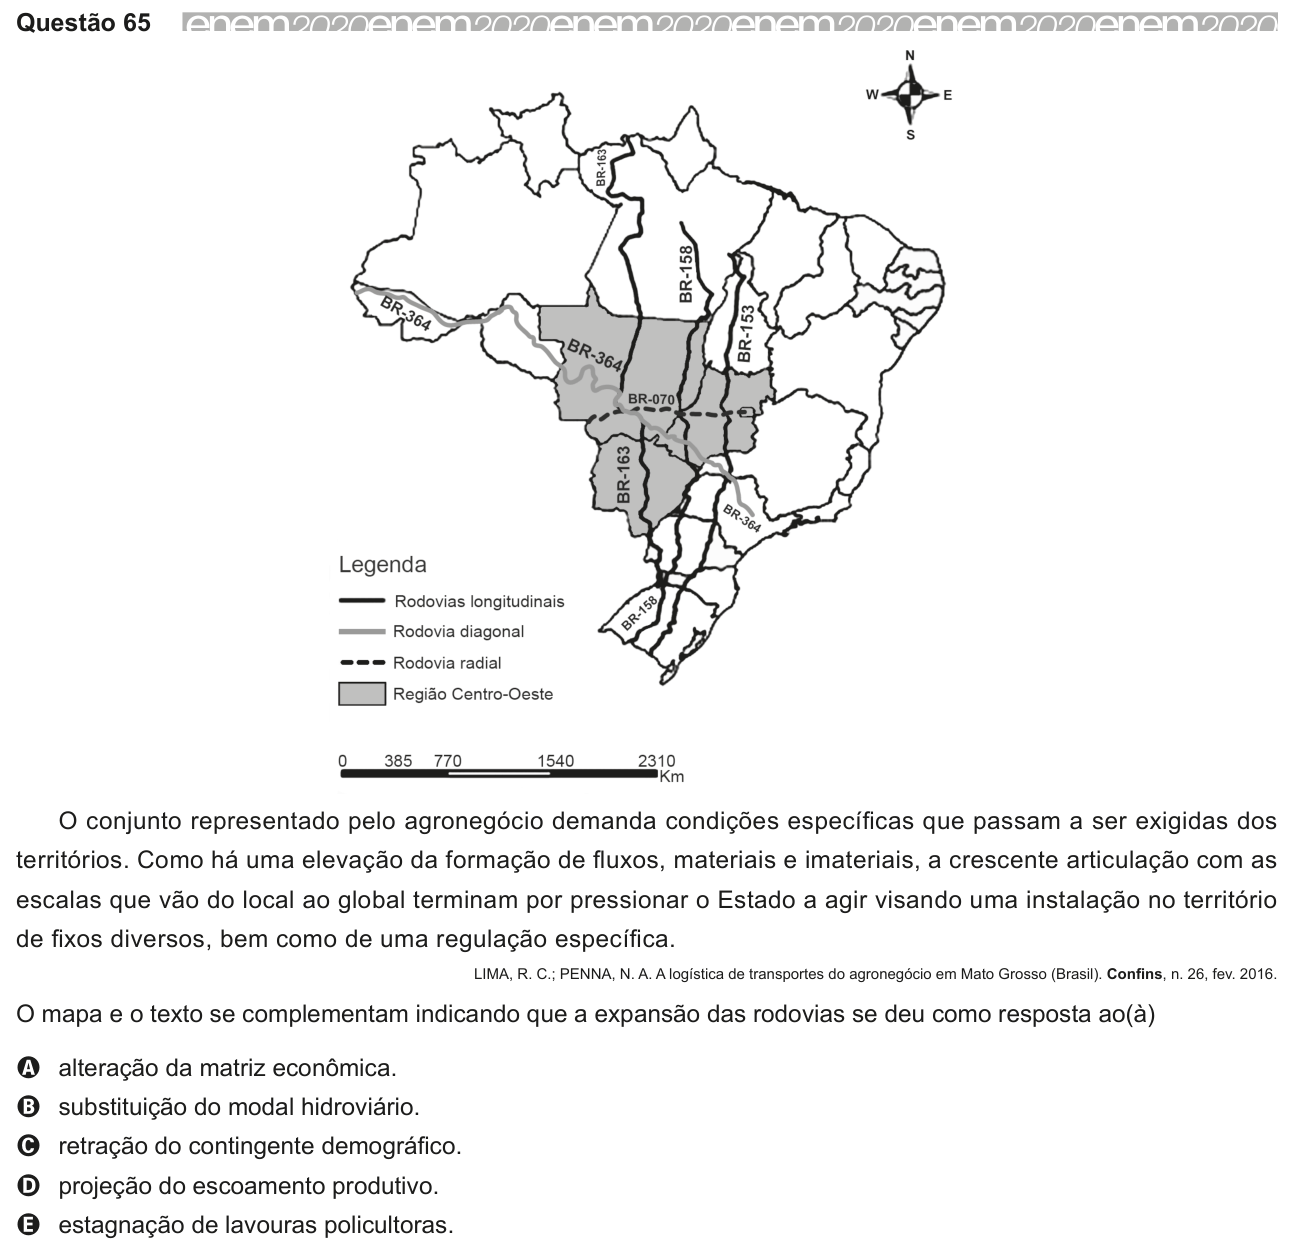 Questão 65
enem2020enem2020enem2020enem2020enem2020enem2020
N
W E
S
BR-163
BR-158
BR-153
BR-364
BR-364
BR-070
BR-163
BR-364
BR-158
Legenda
Rodovias longitudinais
Rodovia diagonal
Rodovia radial
Região Centro-Oeste
0 385 770 1540 2310
Km
O conjunto representado pelo agronegócio demanda condições específicas que passam a ser exigidas dos
territórios. Como há uma elevação da formação de fluxos, materiais e imateriais, a crescente articulação com as
escalas que vão do local ao global terminam por pressionar o Estado a agir visando uma instalação no território
de fixos diversos, bem como de uma regulação específica.
LIMA, R. C.; PENNA, N. A. A logística de transportes do agronegócio em Mato Grosso (Brasil). Confins, n. 26, fev. 2016.
O mapa e o texto se complementam indicando que a expansão das rodovias se deu como resposta ao(à)
A alteração da matriz econômica.
B substituição do modal hidroviário.
C retração do contingente demográfico.
D projeção do escoamento produtivo.
E estagnação de lavouras policultoras.